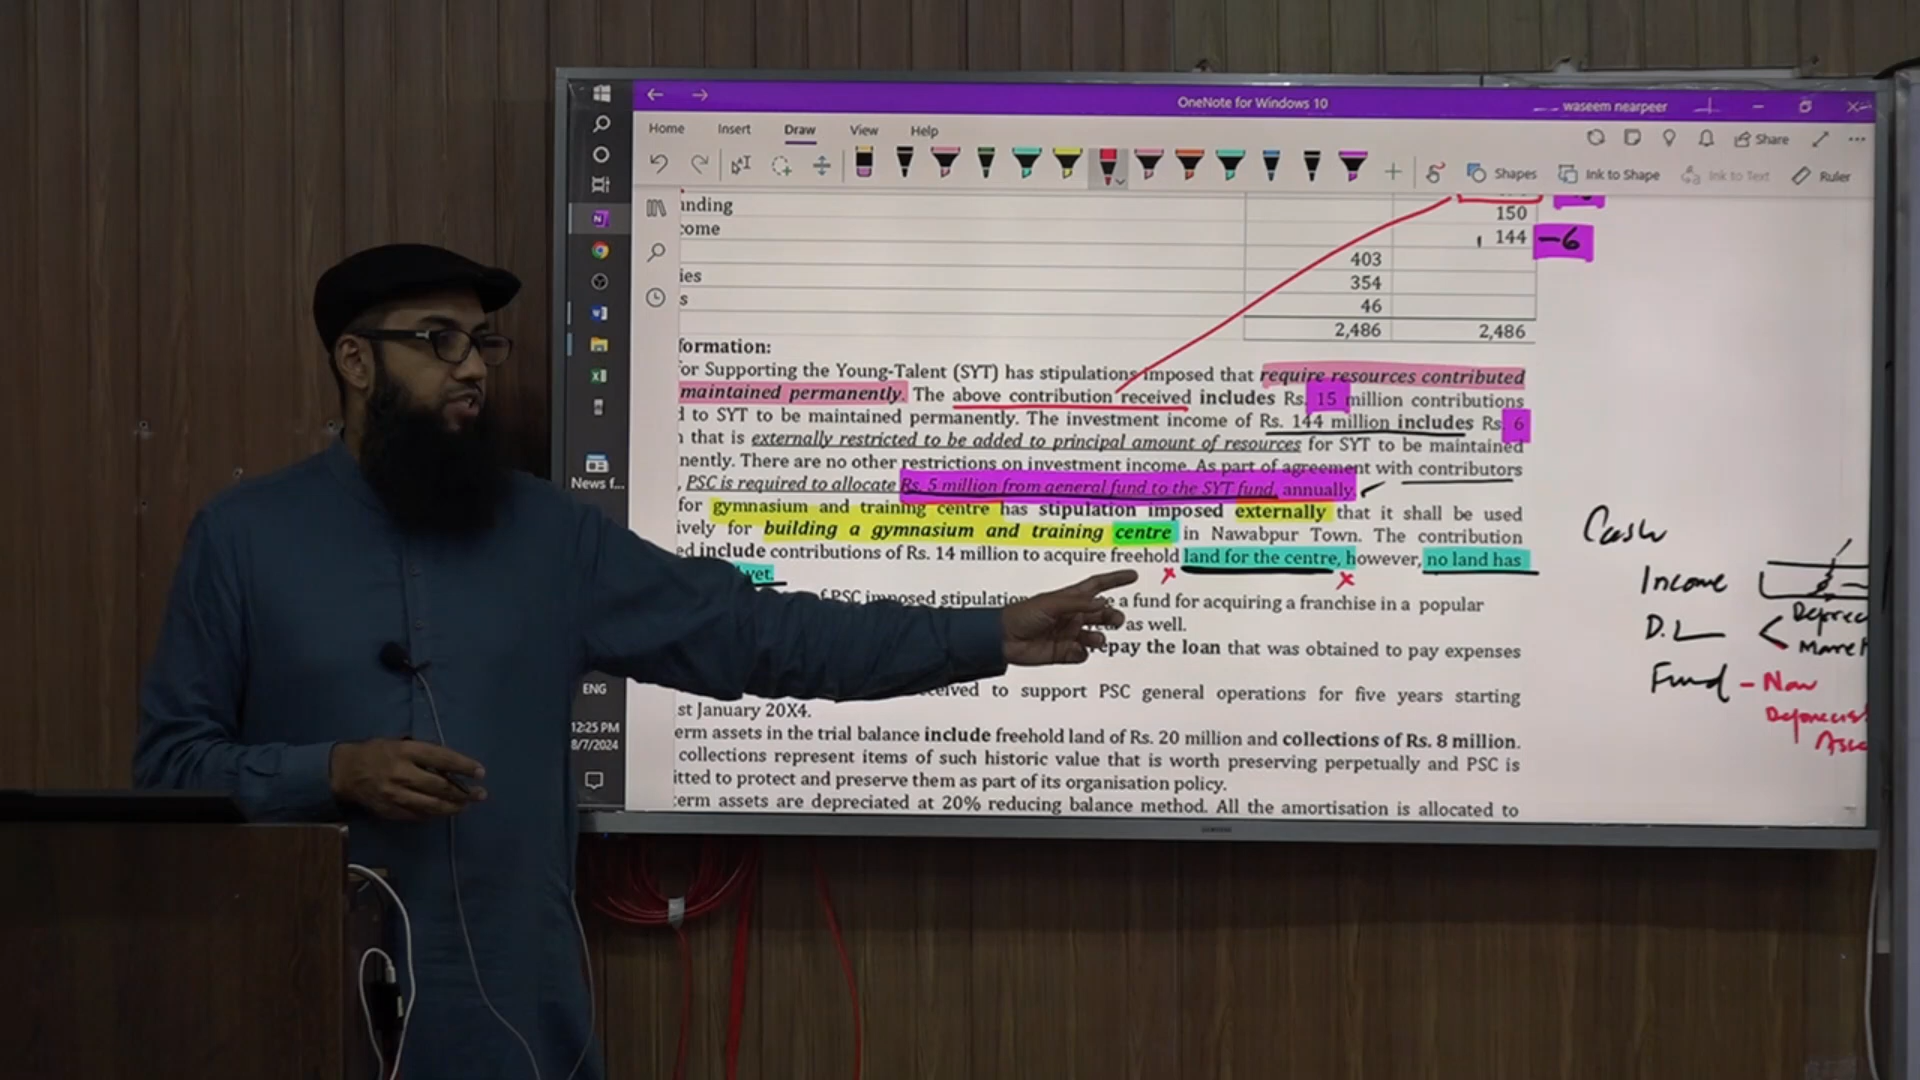 OneNote for Windows 10
waseem nearpeer
Home Insert Draw View Help
Share
Shapes Ink to Shape Ink to Text Ruler
nding 150
come 144 -6
403
ies 354
s 46
2,486 2,486
formation:
for Supporting the Young-Talent (SYT) has stipulations imposed that require resources contributed
maintained permanently. The above contribution received includes Rs. 15 million contributions
d to SYT to be maintained permanently. The investment income of Rs. 144 million includes Rs. 6
n that is externally restricted to be added to principal amount of resources for SYT to be maintained
nently. There are no other restrictions on investment income. As part of agreement with contributors
, PSC is required to allocate Rs. 5 million from general fund to the SYT fund, annually.
for gymnasium and training centre has stipulation imposed externally that it shall be used
ively for building a gymnasium and training centre in Nawabpur Town. The contribution
ed include contributions of Rs. 14 million to acquire freehold land for the centre, however, no land has
yet.
f PSC imposed stipulation a fund for acquiring a franchise in a popular
as well.
epay the loan that was obtained to pay expenses
ceived to support PSC general operations for five years starting
st January 20X4.
erm assets in the trial balance include freehold land of Rs. 20 million and collections of Rs. 8 million.
collections represent items of such historic value that is worth preserving perpetually and PSC is
itted to protect and preserve them as part of its organisation policy.
term assets are depreciated at 20% reducing balance method. All the amortisation is allocated to
Cash
Income
D.L
Deprec
Fund - Non
News f...
ENG
12:25 PM
8/7/2024